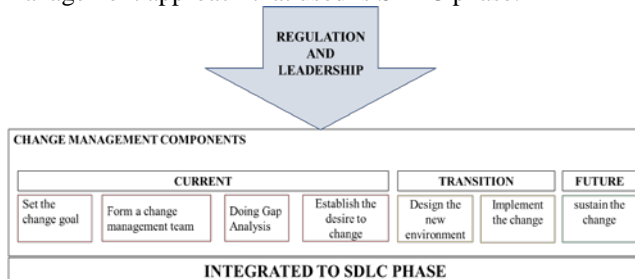 REGULATION
AND
LEADERSHIP
CHANGE MANAGEMENT COMPONENTS
CURRENT
TRANSITION
FUTURE
Set the
change goal
Form a change
management team
Doing Gap
Analysis
Establish the
desire to
change
Design the
new
environment
Implement
the change
sustain the
change
INTEGRATED TO SDLC PHASE